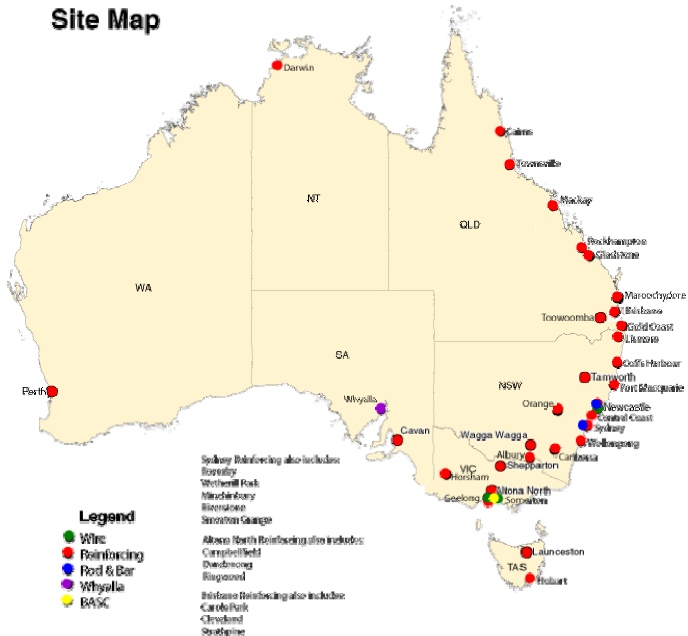 Site Map
Darwin
Cairns
Townsville
Mackay
NT
QLD
Rockhampton
Gladstone
WA
Maroochydore
Toowoomba
Brisbane
Gold Coast
Lismore
SA
Coffs Harbour
Tamworth
NSW
Port Macquarie
Perth
Whyalla
Orange
Newcastle
Central Coast
Sydney
Cavan
Wagga Wagga
Wollongong
Albury
Canberra
VIC
Shepparton
Horsham
Altona North
Geelong
Somerton
Sydney Reinforcing also includes:
Wetherill Park
Minchinbury
Riverstone
Smeaton Grange
Altona North Reinforcing also includes:
Campbellfield
Dandenong
Ringwood
Brisbane Reinforcing also includes:
Carole Park
Cleveland
Strathpine
Legend
Wire
Reinforcing
Rod & Bar
Whyalla
BASC
Launceston
TAS
Hobart